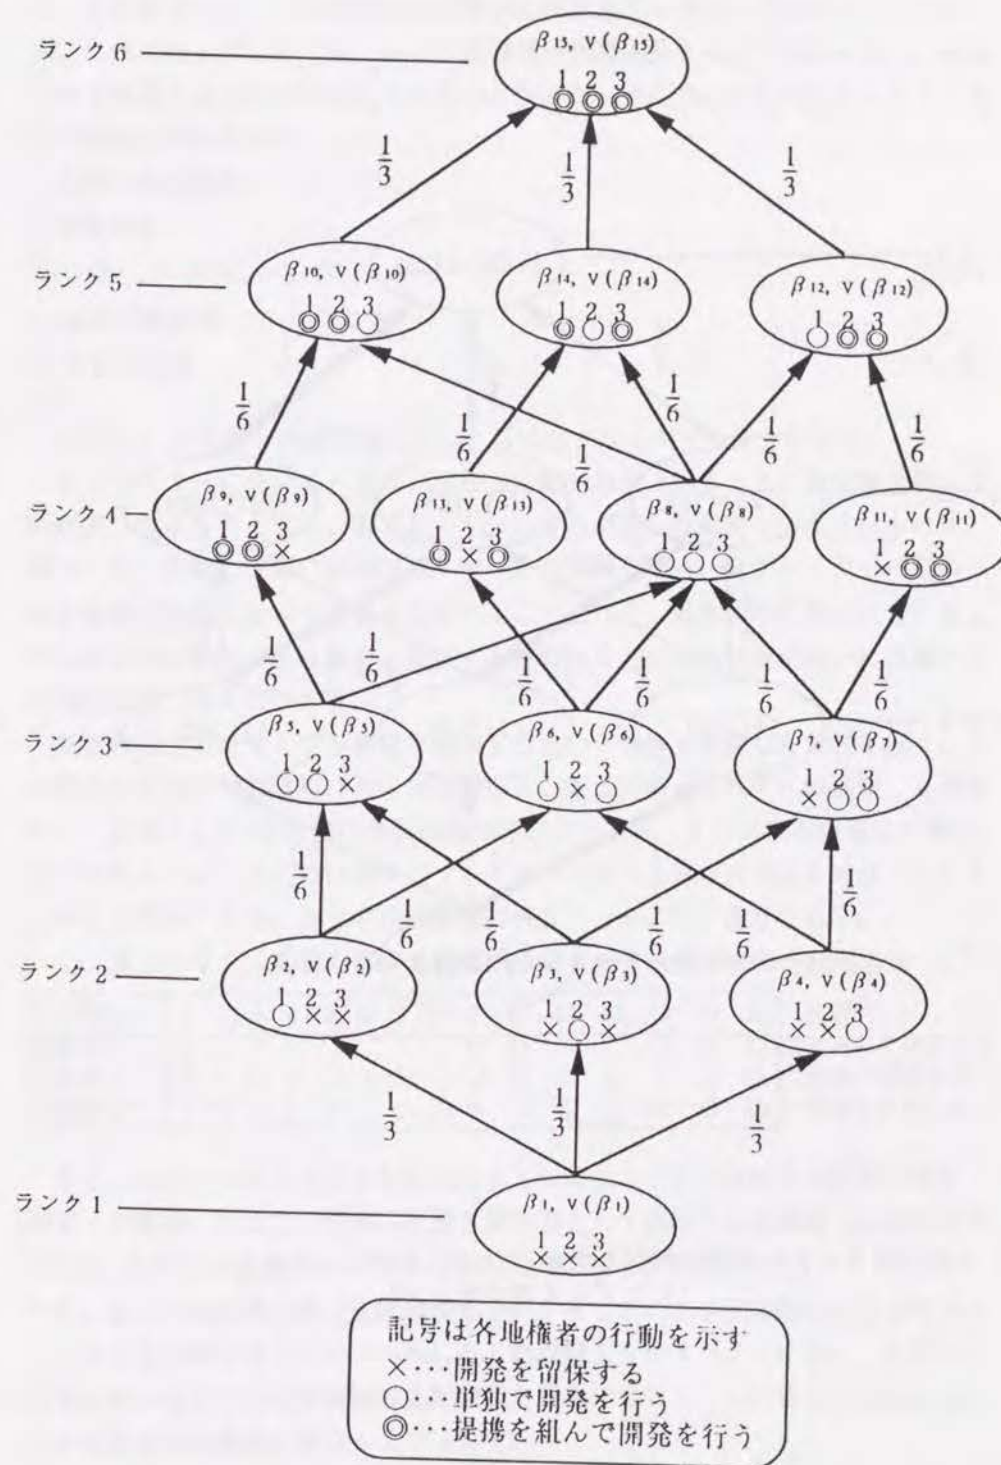 ランク6
β15, v(β15)
1 2 3
◎ ◎ ◎
1/3 1/3 1/3
ランク5
β10, v(β10)
1 2 3
◎ ◎ ○
β14, v(β14)
1 2 3
◎ ○ ◎
β12, v(β12)
1 2 3
○ ◎ ◎
1/6 1/6 1/6 1/6 1/6 1/6
ランク4
β9, v(β9)
1 2 3
◎ ◎ ×
β13, v(β13)
1 2 3
◎ × ◎
β8, v(β8)
1 2 3
○ ○ ○
β11, v(β11)
1 2 3
× ◎ ◎
1/6 1/6 1/6 1/6 1/6 1/6
ランク3
β5, v(β5)
1 2 3
○ ○ ×
β6, v(β6)
1 2 3
○ × ○
β7, v(β7)
1 2 3
× ○ ○
1/6 1/6 1/6 1/6 1/6 1/6
ランク2
β2, v(β2)
1 2 3
○ × ×
β3, v(β3)
1 2 3
× ○ ×
β4, v(β4)
1 2 3
× × ○
1/3 1/3 1/3
ランク1
β1, v(β1)
1 2 3
× × ×
記号は各地権者の行動を示す
×･･･開発を留保する
○･･･単独で開発を行う
◎･･･提携を組んで開発を行う